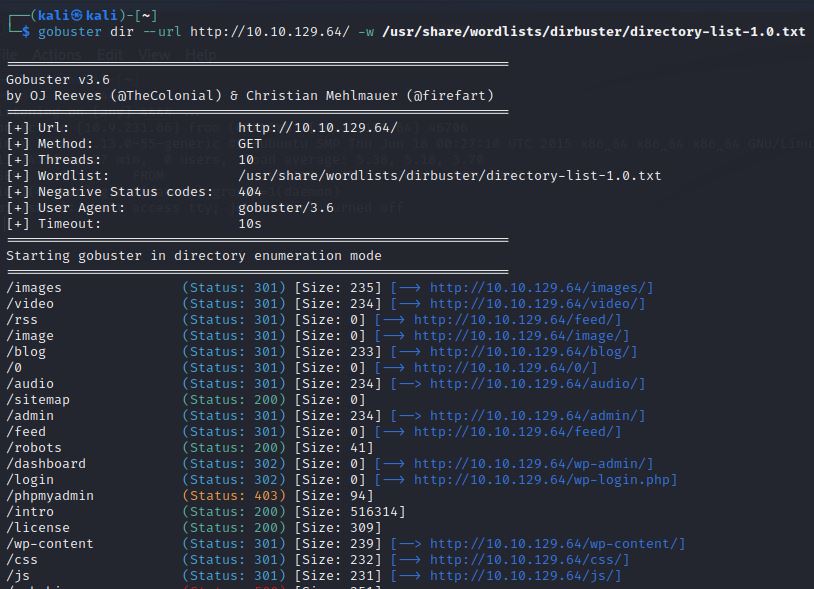 ┌──(kali㉿kali)-[~]
└─$ gobuster dir --url http://10.10.129.64/ -w /usr/share/wordlists/dirbuster/directory-list-1.0.txt
Actions Edit View Help
===============================================================
Gobuster v3.6
by OJ Reeves (@TheColonial) & Christian Mehlmauer (@firefart)
===============================================================
[+] Url: http://10.10.129.64/
[+] Method: GET
[+] Threads: 10
[+] Wordlist: /usr/share/wordlists/dirbuster/directory-list-1.0.txt
[+] Negative Status codes: 404
[+] User Agent: gobuster/3.6
[+] Timeout: 10s
===============================================================
Starting gobuster in directory enumeration mode
===============================================================
/images (Status: 301) [Size: 235] [--> http://10.10.129.64/images/]
/video (Status: 301) [Size: 234] [--> http://10.10.129.64/video/]
/rss (Status: 301) [Size: 0] [--> http://10.10.129.64/feed/]
/image (Status: 301) [Size: 0] [--> http://10.10.129.64/image/]
/blog (Status: 301) [Size: 233] [--> http://10.10.129.64/blog/]
/0 (Status: 301) [Size: 0] [--> http://10.10.129.64/0/]
/audio (Status: 301) [Size: 234] [--> http://10.10.129.64/audio/]
/sitemap (Status: 200) [Size: 0]
/admin (Status: 301) [Size: 234] [--> http://10.10.129.64/admin/]
/feed (Status: 301) [Size: 0] [--> http://10.10.129.64/feed/]
/robots (Status: 200) [Size: 41]
/dashboard (Status: 302) [Size: 0] [--> http://10.10.129.64/wp-admin/]
/login (Status: 302) [Size: 0] [--> http://10.10.129.64/wp-login.php]
/phpmyadmin (Status: 403) [Size: 94]
/intro (Status: 200) [Size: 516314]
/license (Status: 200) [Size: 309]
/wp-content (Status: 301) [Size: 239] [--> http://10.10.129.64/wp-content/]
/css (Status: 301) [Size: 232] [--> http://10.10.129.64/css/]
/js (Status: 301) [Size: 231] [--> http://10.10.129.64/js/]